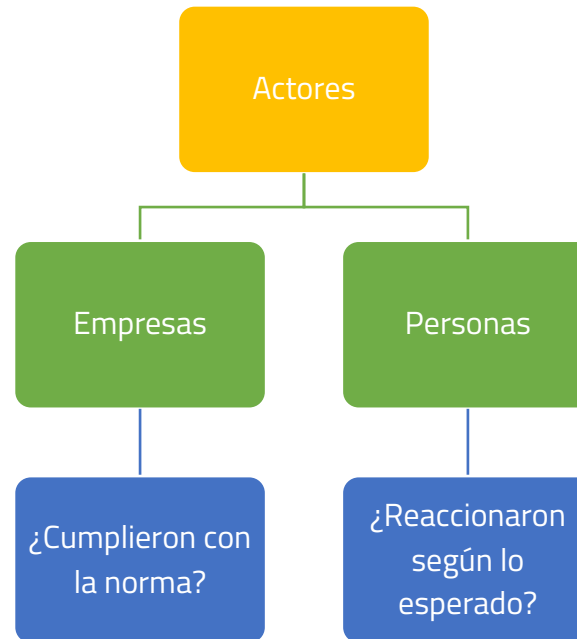 Actores
Empresas
Personas
¿Cumplieron con
la norma?
¿Reaccionaron
según lo
esperado?